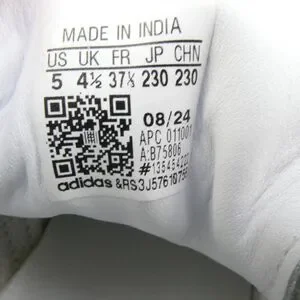 MADE IN INDIA
US UK FR JP CHN
5 4½ 37⅓ 230 230
08/24
APC 011001
A:B75806
adidas